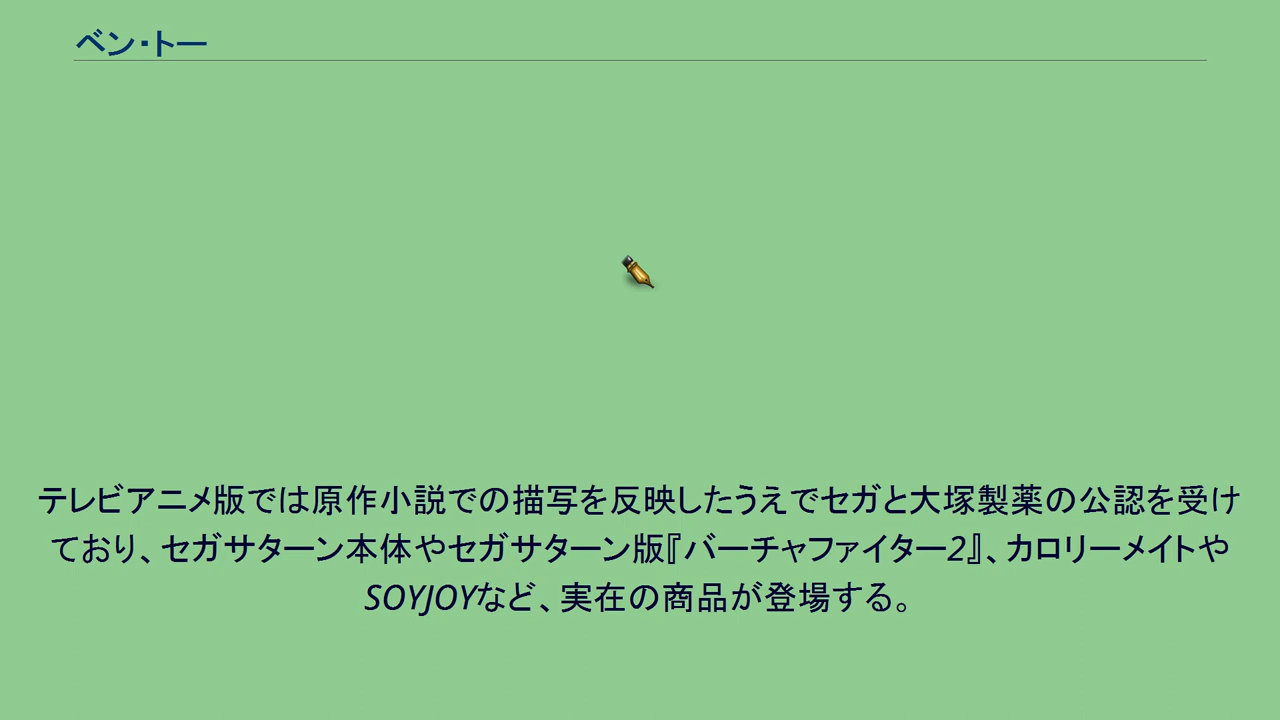 ベン・トー
テレビアニメ版では原作小説での描写を反映したうえでセガと大塚製薬の公認を受け
ており、セガサターン本体やセガサターン版『バーチャファイター2』、カロリーメイトや
SOYJOYなど、実在の商品が登場する。